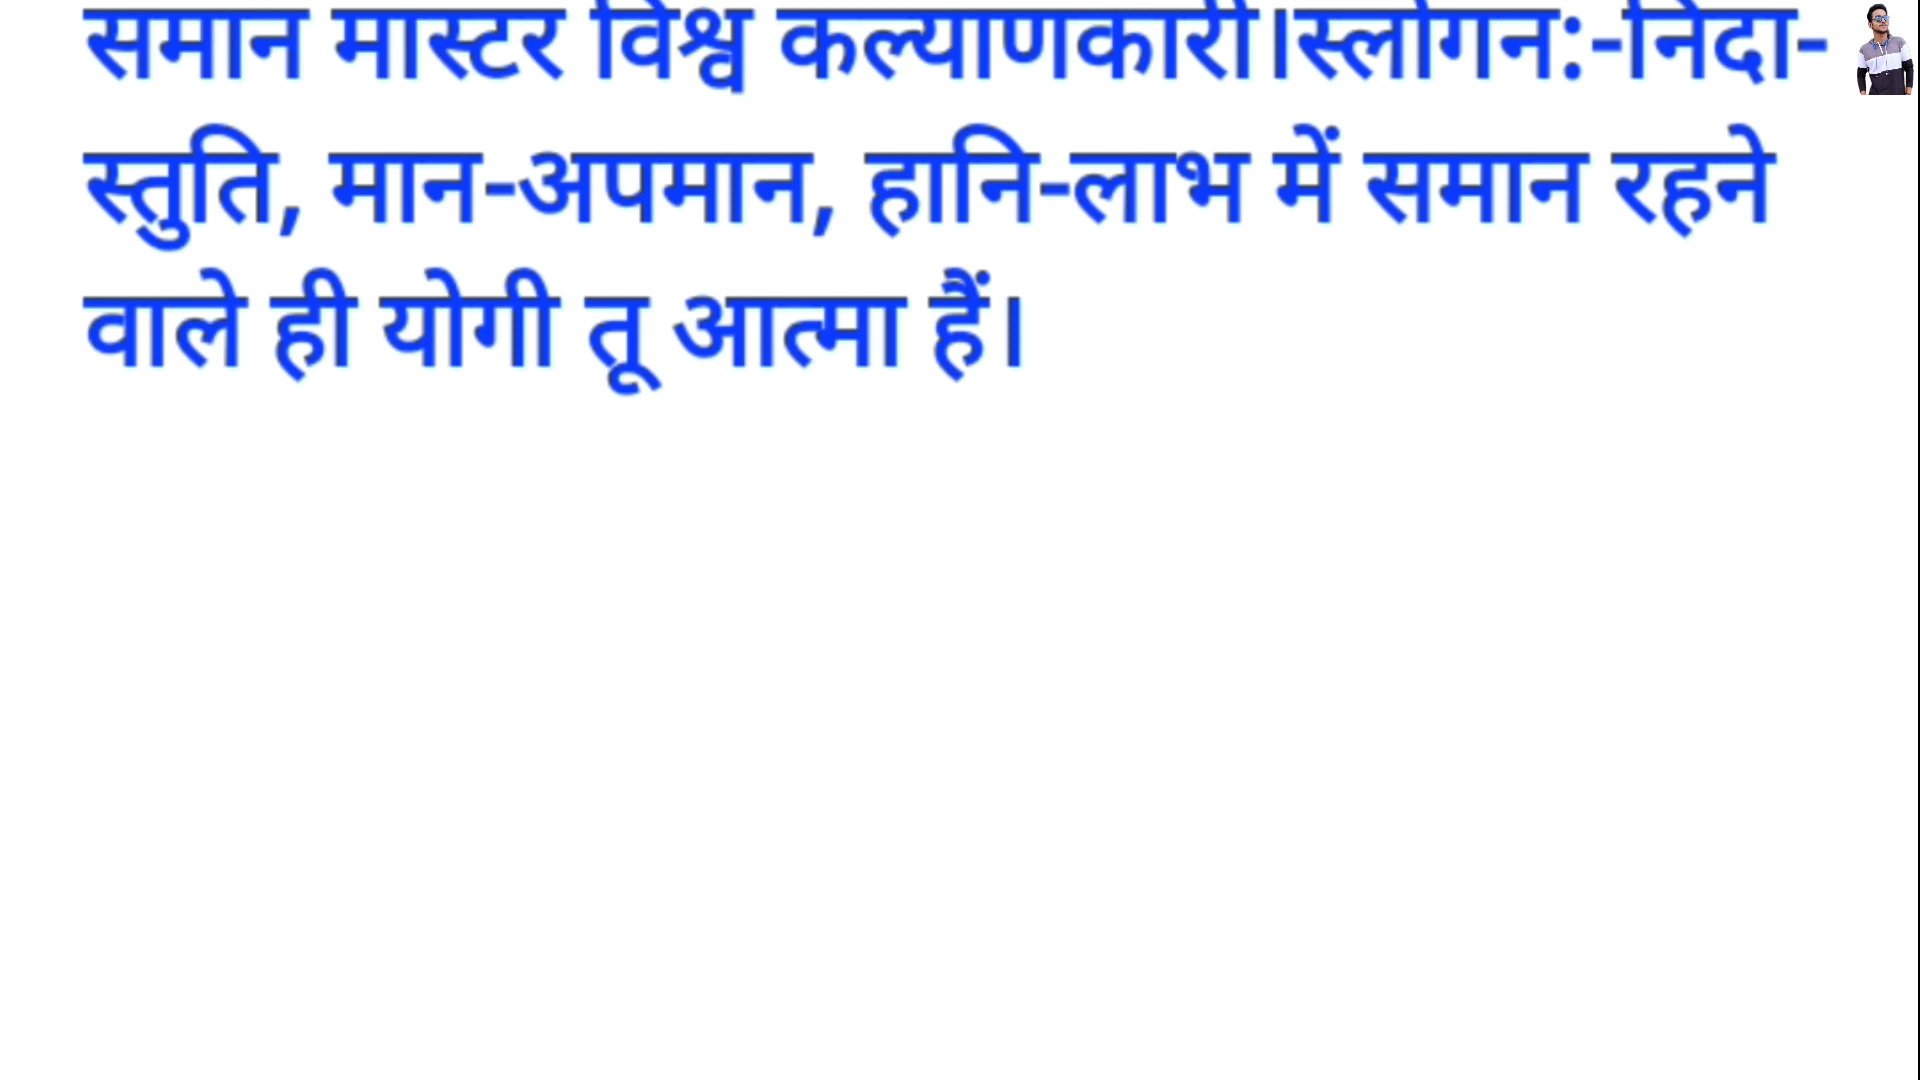 समान मास्टर विश्व कल्याणकारी।स्लोगन:-निदा-
स्तुति, मान-अपमान, हानि-लाभ में समान रहने
वाले ही योगी तू आत्मा हैं।